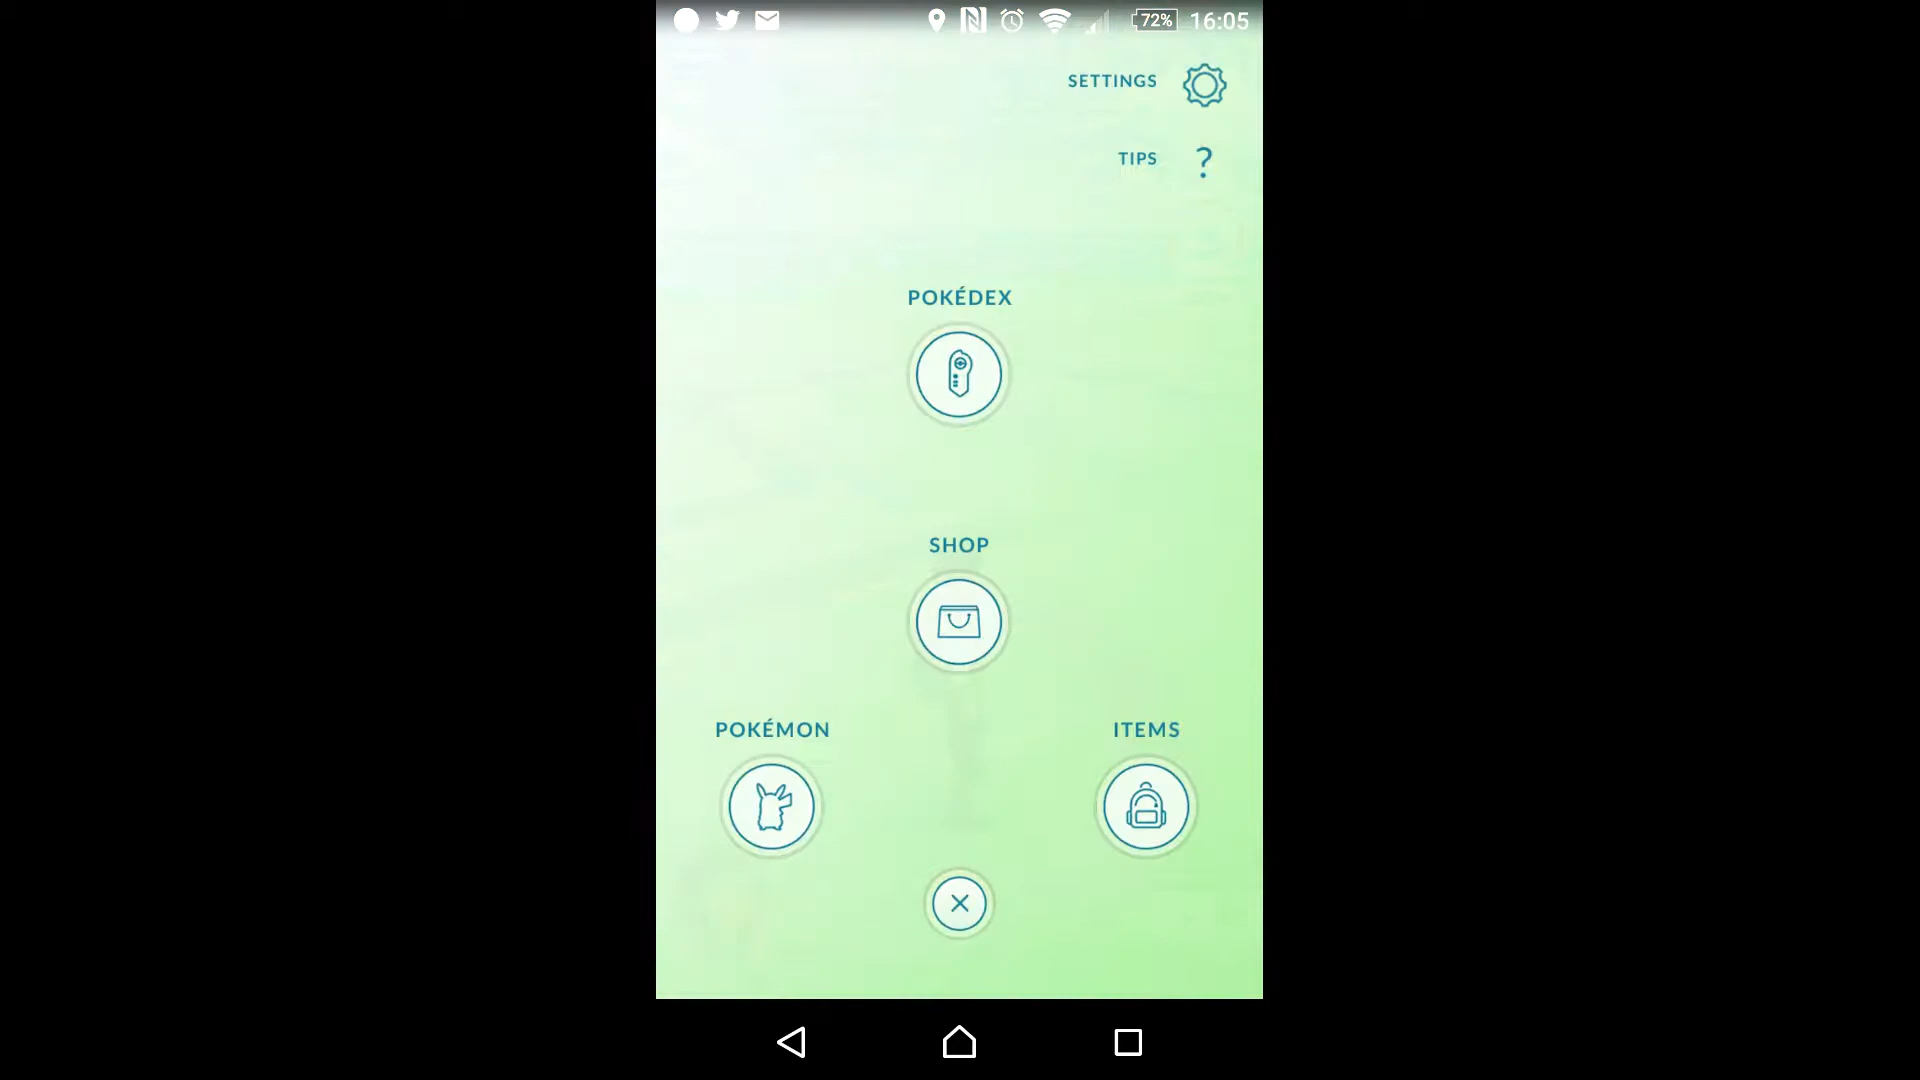 72% 16:05
SETTINGS
TIPS ?
POKÉDEX
SHOP
POKÉMON
ITEMS